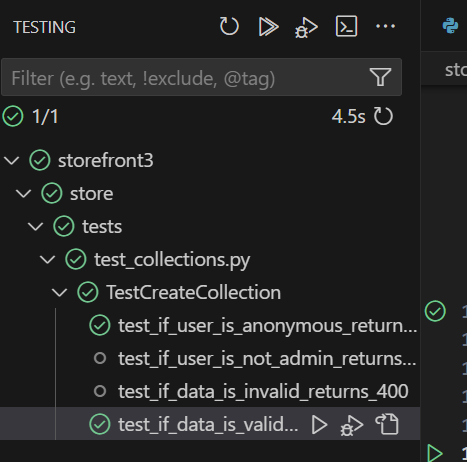 TESTING
Filter (e.g. text, !exclude, @tag)
1/1 4.5s
storefront3
store
tests
test_collections.py
TestCreateCollection
test_if_user_is_anonymous_return...
test_if_user_is_not_admin_returns...
test_if_data_is_invalid_returns_400
test_if_data_is_valid...